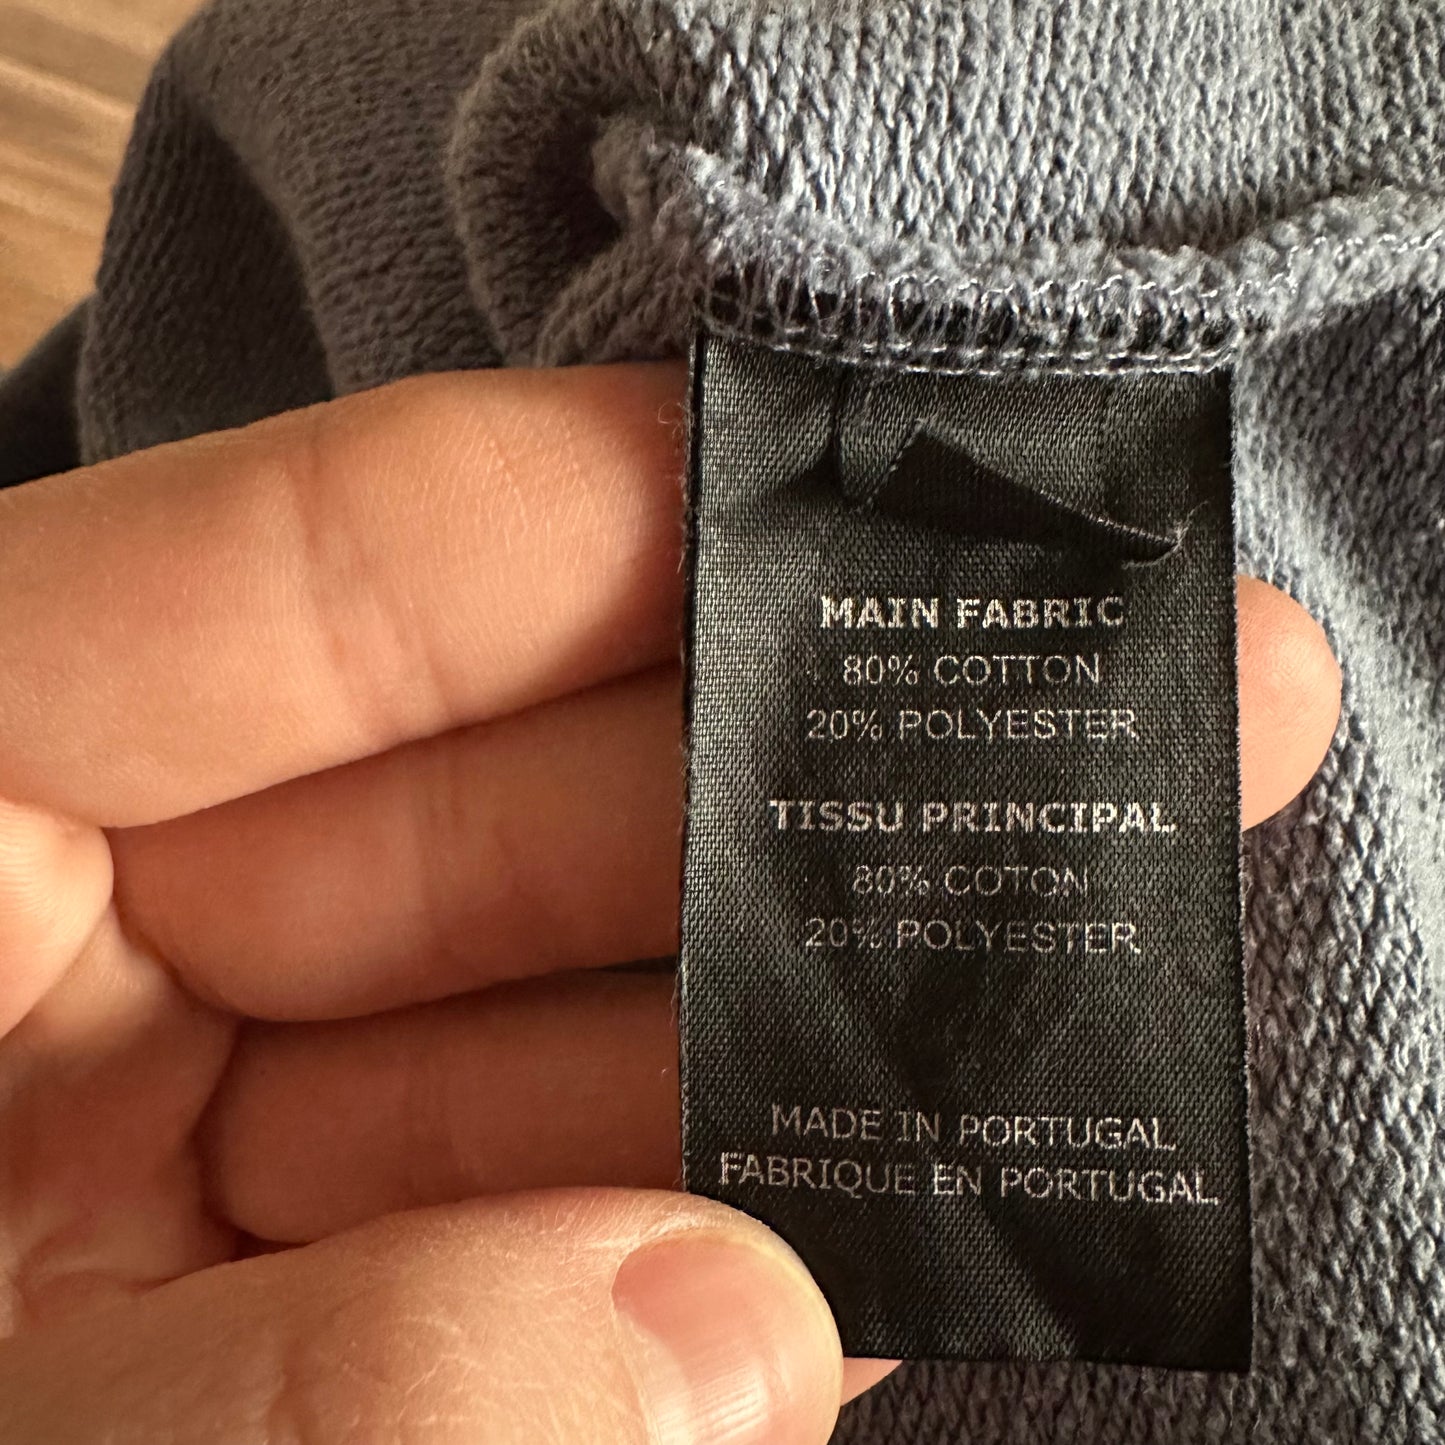 MAIN FABRIC
80% COTTON
20% POLYESTER
TISSU PRINCIPAL
80% COTON
20% POLYESTER
MADE IN PORTUGAL
FABRIQUE EN PORTUGAL